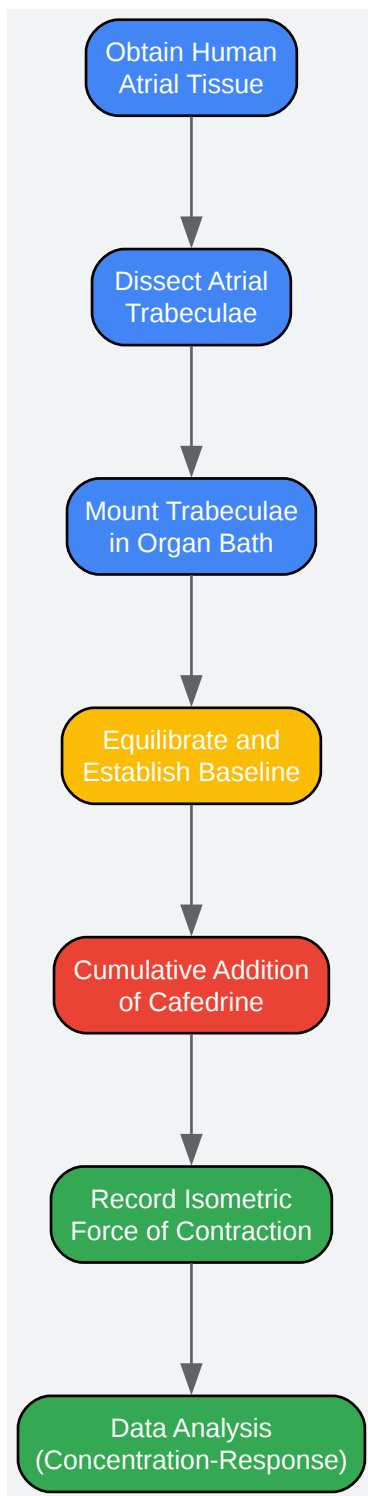 Obtain Human
Atrial Tissue
Dissect Atrial
Trabeculae
Mount Trabeculae
in Organ Bath
Equilibrate and
Establish Baseline
Cumulative Addition
of Cafedrine
Record Isometric
Force of Contraction
Data Analysis
(Concentration-Response)